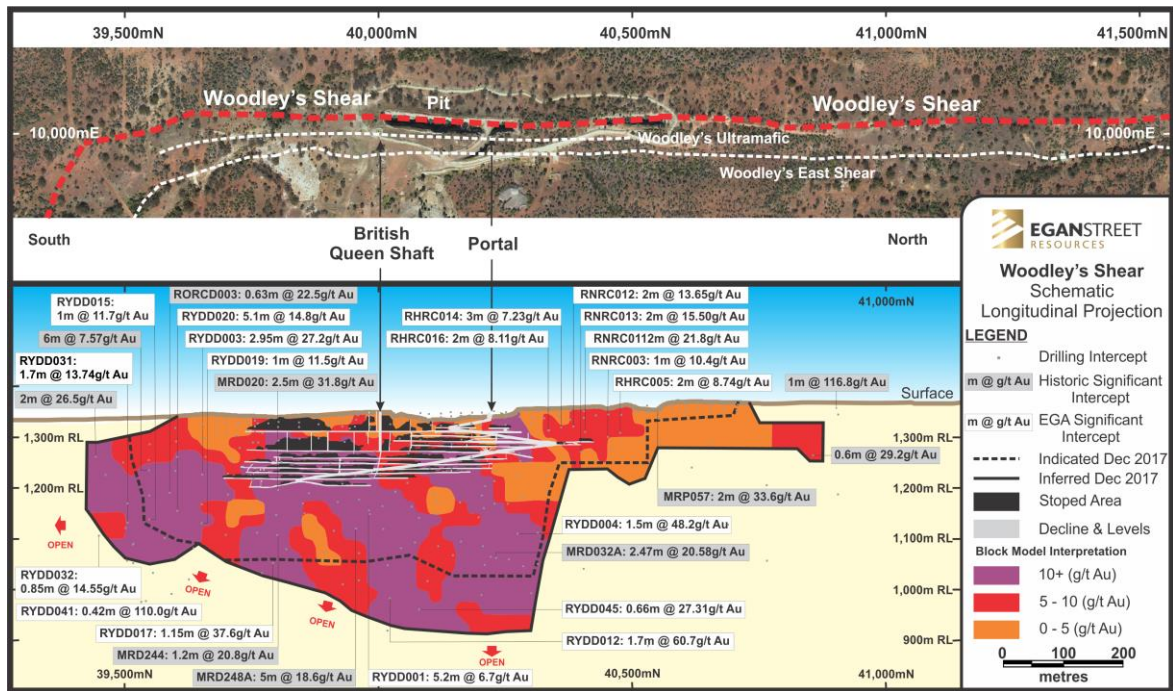 39,500mN
40,000mN
40,500mN
41,000mN
41,500mN
Woodley's Shear
Pit
Woodley's Shear
10,000mE
Woodley's Ultramafic
10,000mE
Woodley's East Shear
South
British
Queen Shaft
Portal
North
RYDD015:
1m @ 11.7g/t Au
6m @ 7.57g/t Au
RYDD031:
1.7m @ 13.74g/t Au
2m @ 26.5g/t Au
RORCD003: 0.63m @ 22.5g/t Au
RYDD020: 5.1m @ 14.8g/t Au
RYDD003: 2.95m @ 27.2g/t Au
RYDD019: 1m @ 11.5g/t Au
MRD020: 2.5m @ 31.8g/t Au
RHRC014: 3m @ 7.23g/t Au
RHRC016: 2m @ 8.11g/t Au
RNRC012: 2m @ 13.65g/t Au
RNRC013: 2m @ 15.50g/t Au
RNRC0112m @ 21.8g/t Au
RNRC003: 1m @ 10.4g/t Au
RHRC005: 2m @ 8.74g/t Au
1m @ 116.8g/t Au
41,000mN
Surface
1,300m RL
1,300m RL
0.6m @ 29.2g/t Au
1,200m RL
1,200m RL
MRP057: 2m @ 33.6g/t Au
RYDD004: 1.5m @ 48.2g/t Au
MRD032A: 2.47m @ 20.58g/t Au
1,100m RL
OPEN
RYDD032:
0.85m @ 14.55g/t Au
RYDD041: 0.42m @ 110.0g/t Au
RYDD017: 1.15m @ 37.6g/t Au
MRD244: 1.2m @ 20.8g/t Au
MRD248A: 5m @ 18.6g/t Au
OPEN
OPEN
OPEN
RYDD045: 0.66m @ 27.31g/t Au
RYDD012: 1.7m @ 60.7g/t Au
RYDD001: 5.2m @ 6.7g/t Au
1,000m RL
900m RL
39,500mN
40,500mN
41,000mN
EGANSTREET
RESOURCES
Woodley's Shear
Schematic
Longitudinal Projection
LEGEND
Drilling Intercept
m @ g/t Au
Historic Significant
Intercept
m @ g/t Au
EGA Significant
Intercept
Indicated Dec 2017
Inferred Dec 2017
Stoped Area
Decline & Levels
Block Model Interpretation
10+ (g/t Au)
5 - 10 (g/t Au)
0 - 5 (g/t Au)
0 100 200
metres